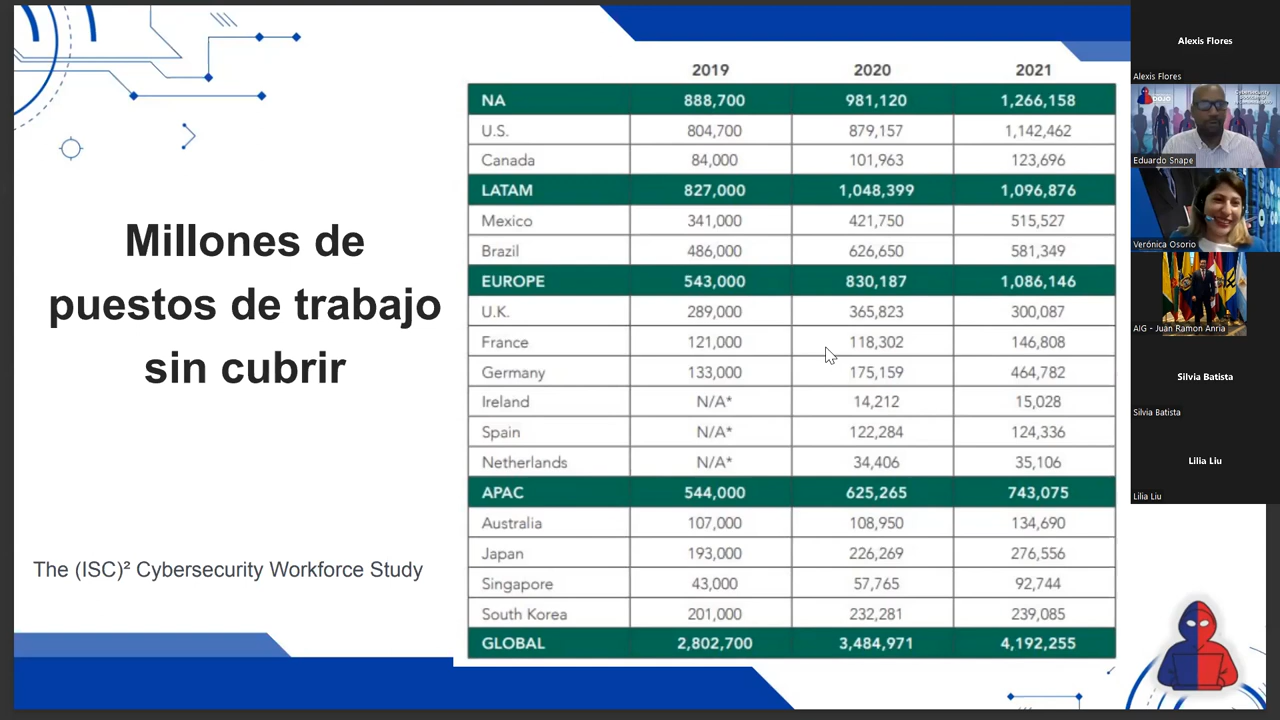 Millones de
puestos de trabajo
sin cubrir
The (ISC)² Cybersecurity Workforce Study
2019 2020 2021
NA 888,700 981,120 1,266,158
U.S. 804,700 879,157 1,142,462
Canada 84,000 101,963 123,696
LATAM 827,000 1,048,399 1,096,876
Mexico 341,000 421,750 515,527
Brazil 486,000 626,650 581,349
EUROPE 543,000 830,187 1,086,146
U.K. 289,000 365,823 300,087
France 121,000 118,302 146,808
Germany 133,000 175,159 464,782
Ireland N/A* 14,212 15,028
Spain N/A* 122,284 124,336
Netherlands N/A* 34,406 35,106
APAC 544,000 625,265 743,075
Australia 107,000 108,950 134,690
Japan 193,000 226,269 276,556
Singapore 43,000 57,765 92,744
South Korea 201,000 232,281 239,085
GLOBAL 2,802,700 3,484,971 4,192,255
Alexis Flores
Alexis Flores
DOJO
Cybersecurity
Eduardo Snape
Verónica Osorio
AIG - Juan Ramon Anria
Silvia Batista
Silvia Batista
Lilia Liu
Lilia Liu